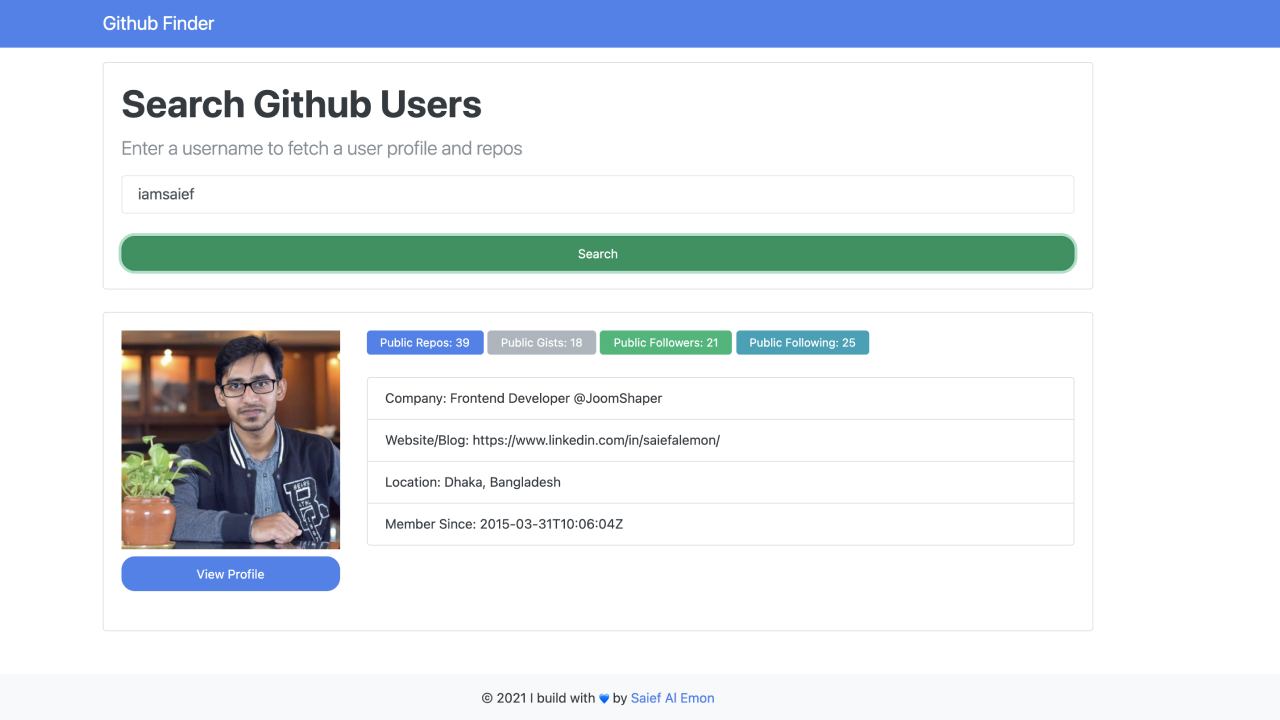 Github Finder
Search Github Users
Enter a username to fetch a user profile and repos
iamsaief
Search
Public Repos: 39 Public Gists: 18 Public Followers: 21 Public Following: 25
Company: Frontend Developer @JoomShaper
Website/Blog: https://www.linkedin.com/in/saiefalemon/
Location: Dhaka, Bangladesh
Member Since: 2015-03-31T10:06:04Z
View Profile
© 2021 I build with 💙 by Saief Al Emon